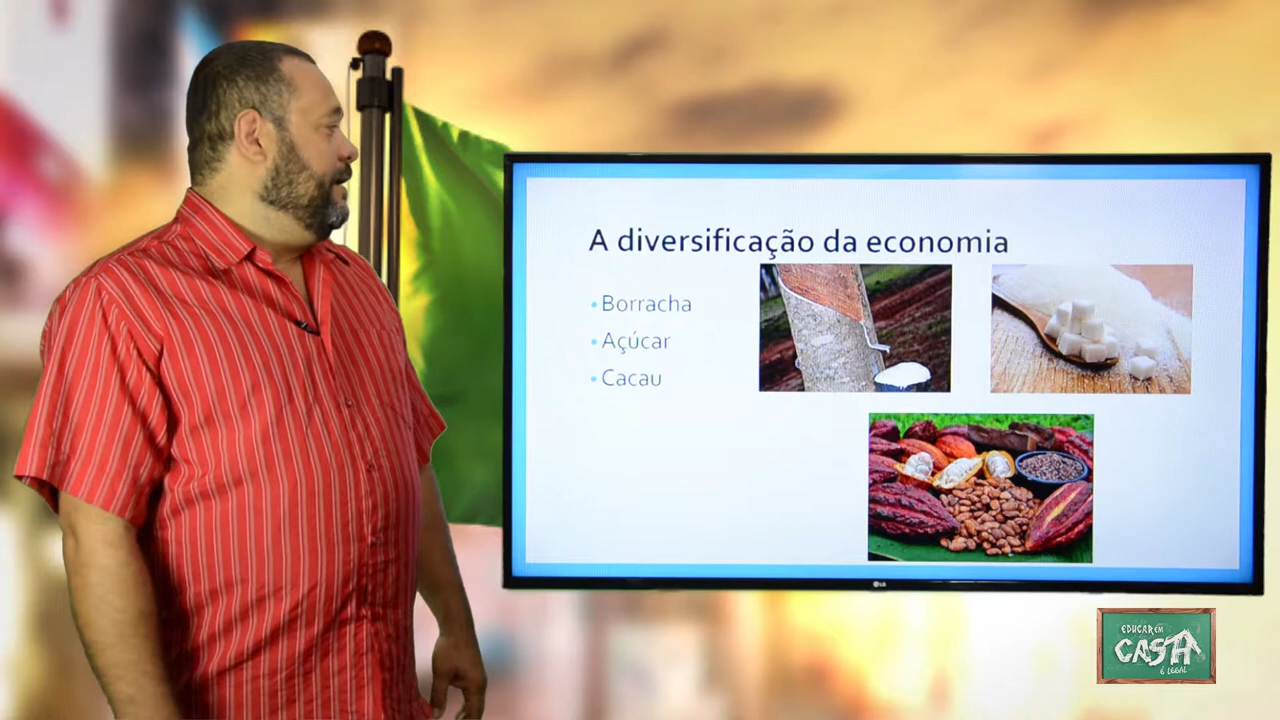 A diversificação da economia
• Borracha
• Açúcar
• Cacau
LG
EDUCAR EM
CASA
É LEGAL